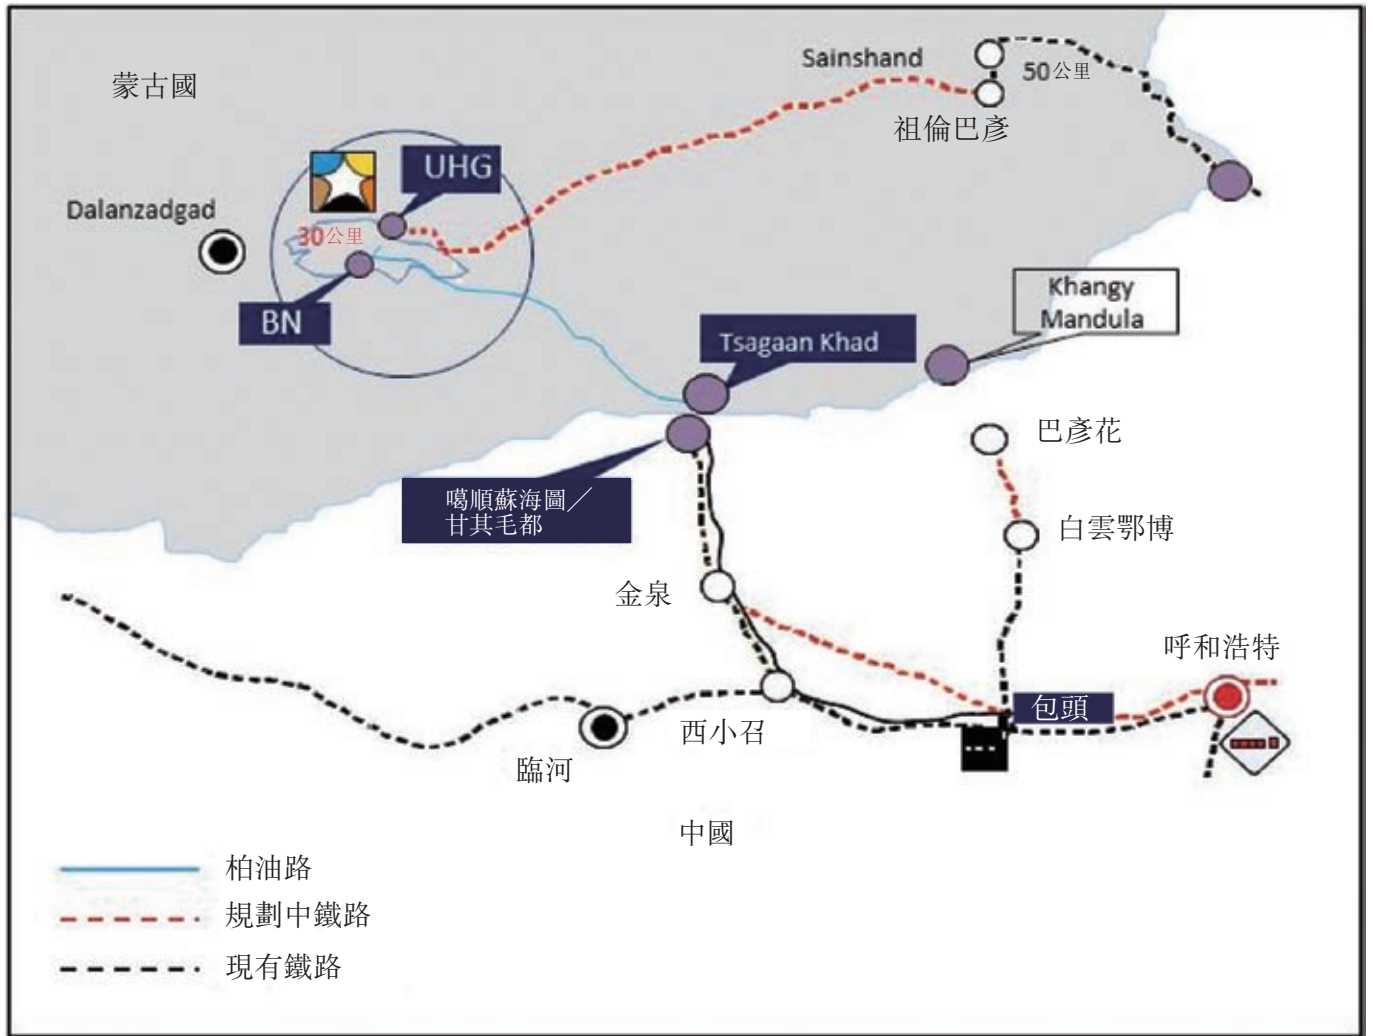 蒙古國
Sainshand
50公里
祖倫巴彥
UHG
Dalanzadgad
30公里
BN
Khangy
Mandula
Tsagaan Khad
巴彥花
噶順蘇海圖／
甘其毛都
白雲鄂博
金泉
呼和浩特
包頭
西小召
臨河
中國
柏油路
規劃中鐵路
現有鐵路